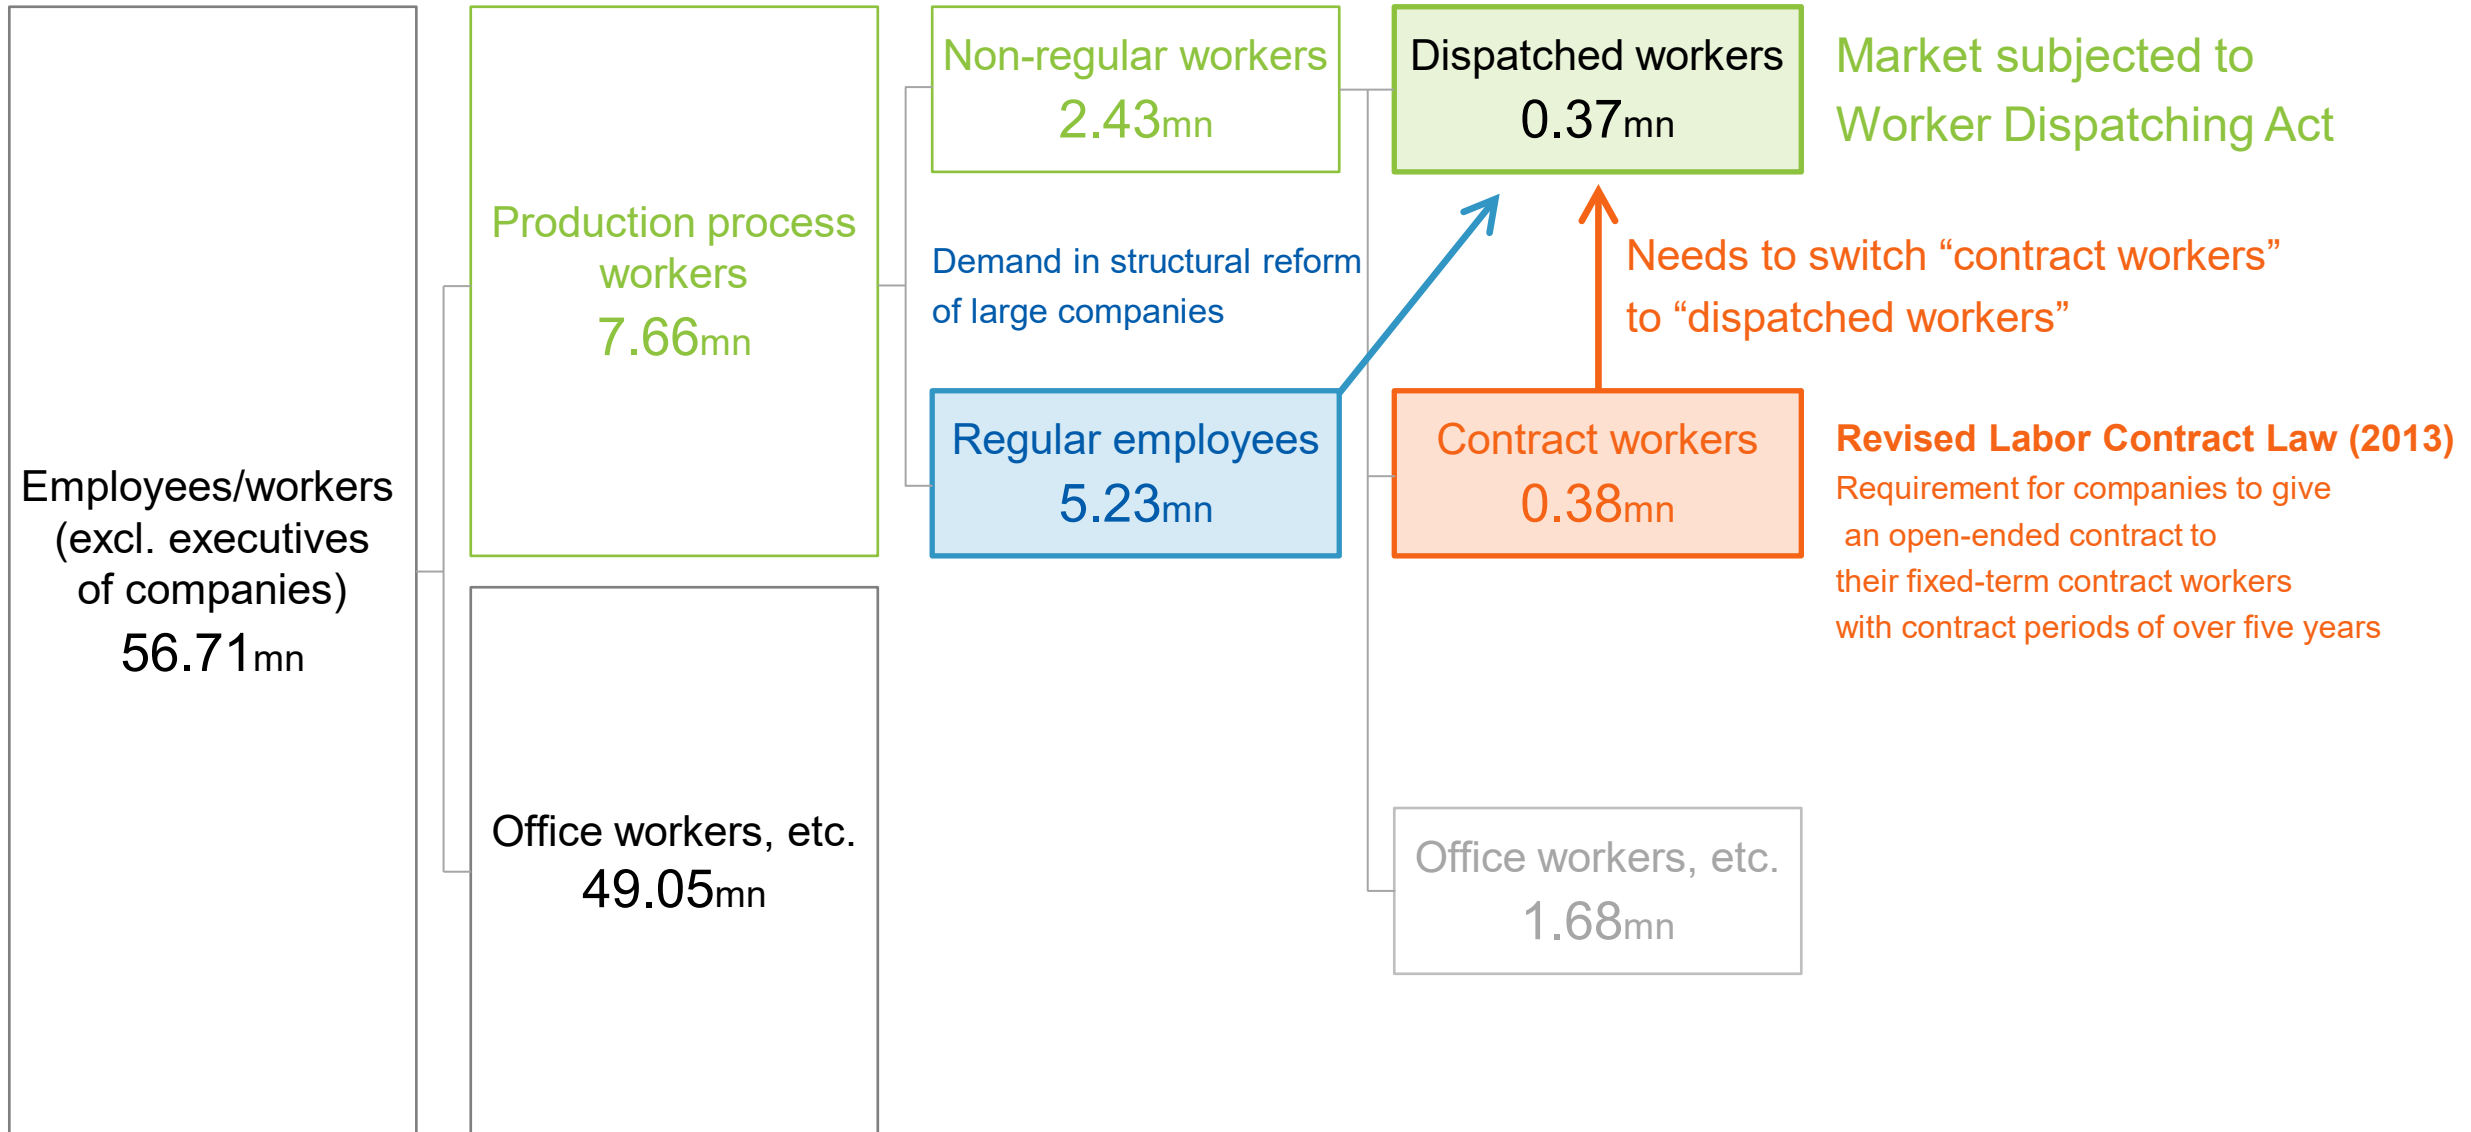 Employees/workers
(excl. executives
of companies)
56.71mn
Production process
workers
7.66mn
Office workers, etc.
49.05mn
Non-regular workers
2.43mn
Demand in structural reform
of large companies
Regular employees
5.23mn
Dispatched workers
0.37mn
Market subjected to
Worker Dispatching Act
Needs to switch “contract workers”
to “dispatched workers”
Contract workers
0.38mn
Revised Labor Contract Law (2013)
Requirement for companies to give
an open-ended contract to
their fixed-term contract workers
with contract periods of over five years
Office workers, etc.
1.68mn